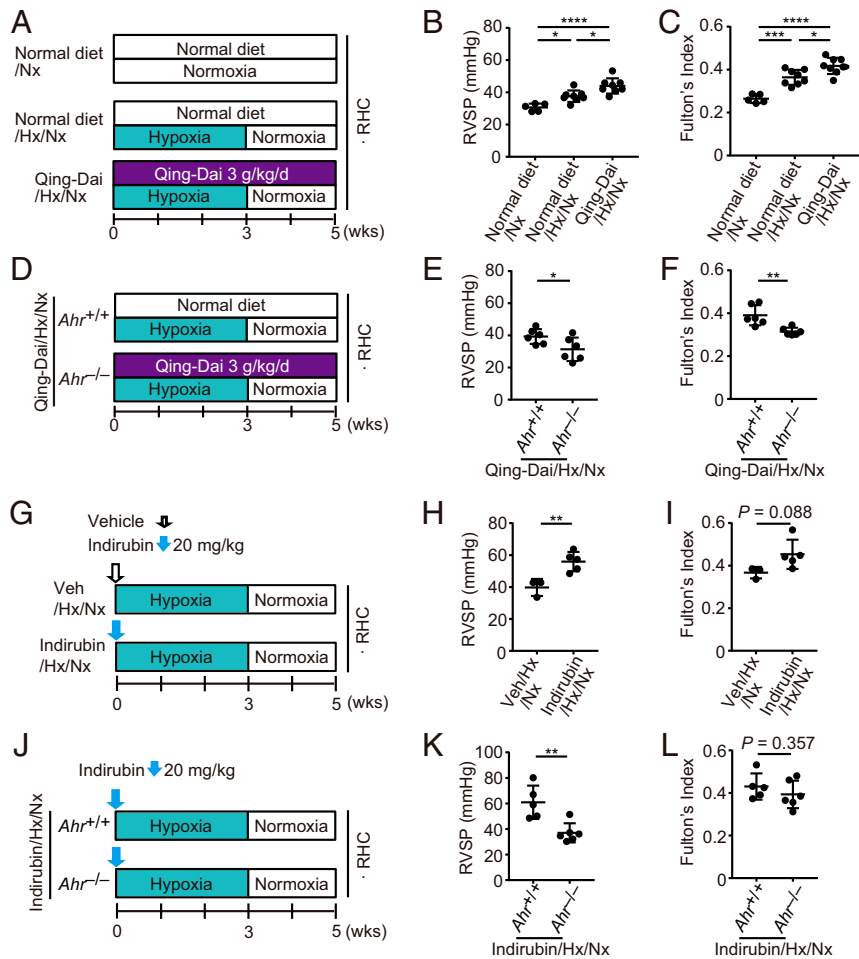 A
Normal diet
/Nx
Normal diet
Normoxia
Normal diet
/Hx/Nx
Normal diet
Hypoxia
Normoxia
Qing-Dai
/Hx/Nx
Qing-Dai 3 g/kg/d
Hypoxia
Normoxia
0
3
5
(wks)
· RHC
B
RVSP (mmHg)
80
60
40
20
0
****
*
*
Normal diet
/Nx
Normal diet
/Hx/Nx
Qing-Dai
/Hx/Nx
C
Fulton's Index
0.6
0.4
0.2
0
****
***
*
Normal diet
/Nx
Normal diet
/Hx/Nx
Qing-Dai
/Hx/Nx
D
Qing-Dai/Hx/Nx
Ahr+/+
Normal diet
Hypoxia
Normoxia
Ahr–/–
Qing-Dai 3 g/kg/d
Hypoxia
Normoxia
0
3
5
(wks)
· RHC
E
RVSP (mmHg)
80
60
40
20
0
*
Ahr+/+
Ahr–/–
Qing-Dai/Hx/Nx
F
Fulton's Index
0.6
0.4
0.2
0
**
Ahr+/+
Ahr–/–
Qing-Dai/Hx/Nx
G
Vehicle
Indirubin 20 mg/kg
Veh
/Hx/Nx
Hypoxia
Normoxia
Indirubin
/Hx/Nx
Hypoxia
Normoxia
0
3
5
(wks)
· RHC
H
RVSP (mmHg)
80
60
40
20
0
**
Veh/Hx
/Nx
Indirubin
/Hx/Nx
I
Fulton's Index
0.6
0.4
0.2
0
P = 0.088
Veh/Hx
/Nx
Indirubin
/Hx/Nx
J
Indirubin 20 mg/kg
Indirubin/Hx/Nx
Ahr+/+
Hypoxia
Normoxia
Ahr–/–
Hypoxia
Normoxia
0
3
5
(wks)
· RHC
K
RVSP (mmHg)
100
80
60
40
20
0
**
Ahr+/+
Ahr–/–
Indirubin/Hx/Nx
L
Fulton's Index
0.6
0.4
0.2
0
P = 0.357
Ahr+/+
Ahr–/–
Indirubin/Hx/Nx